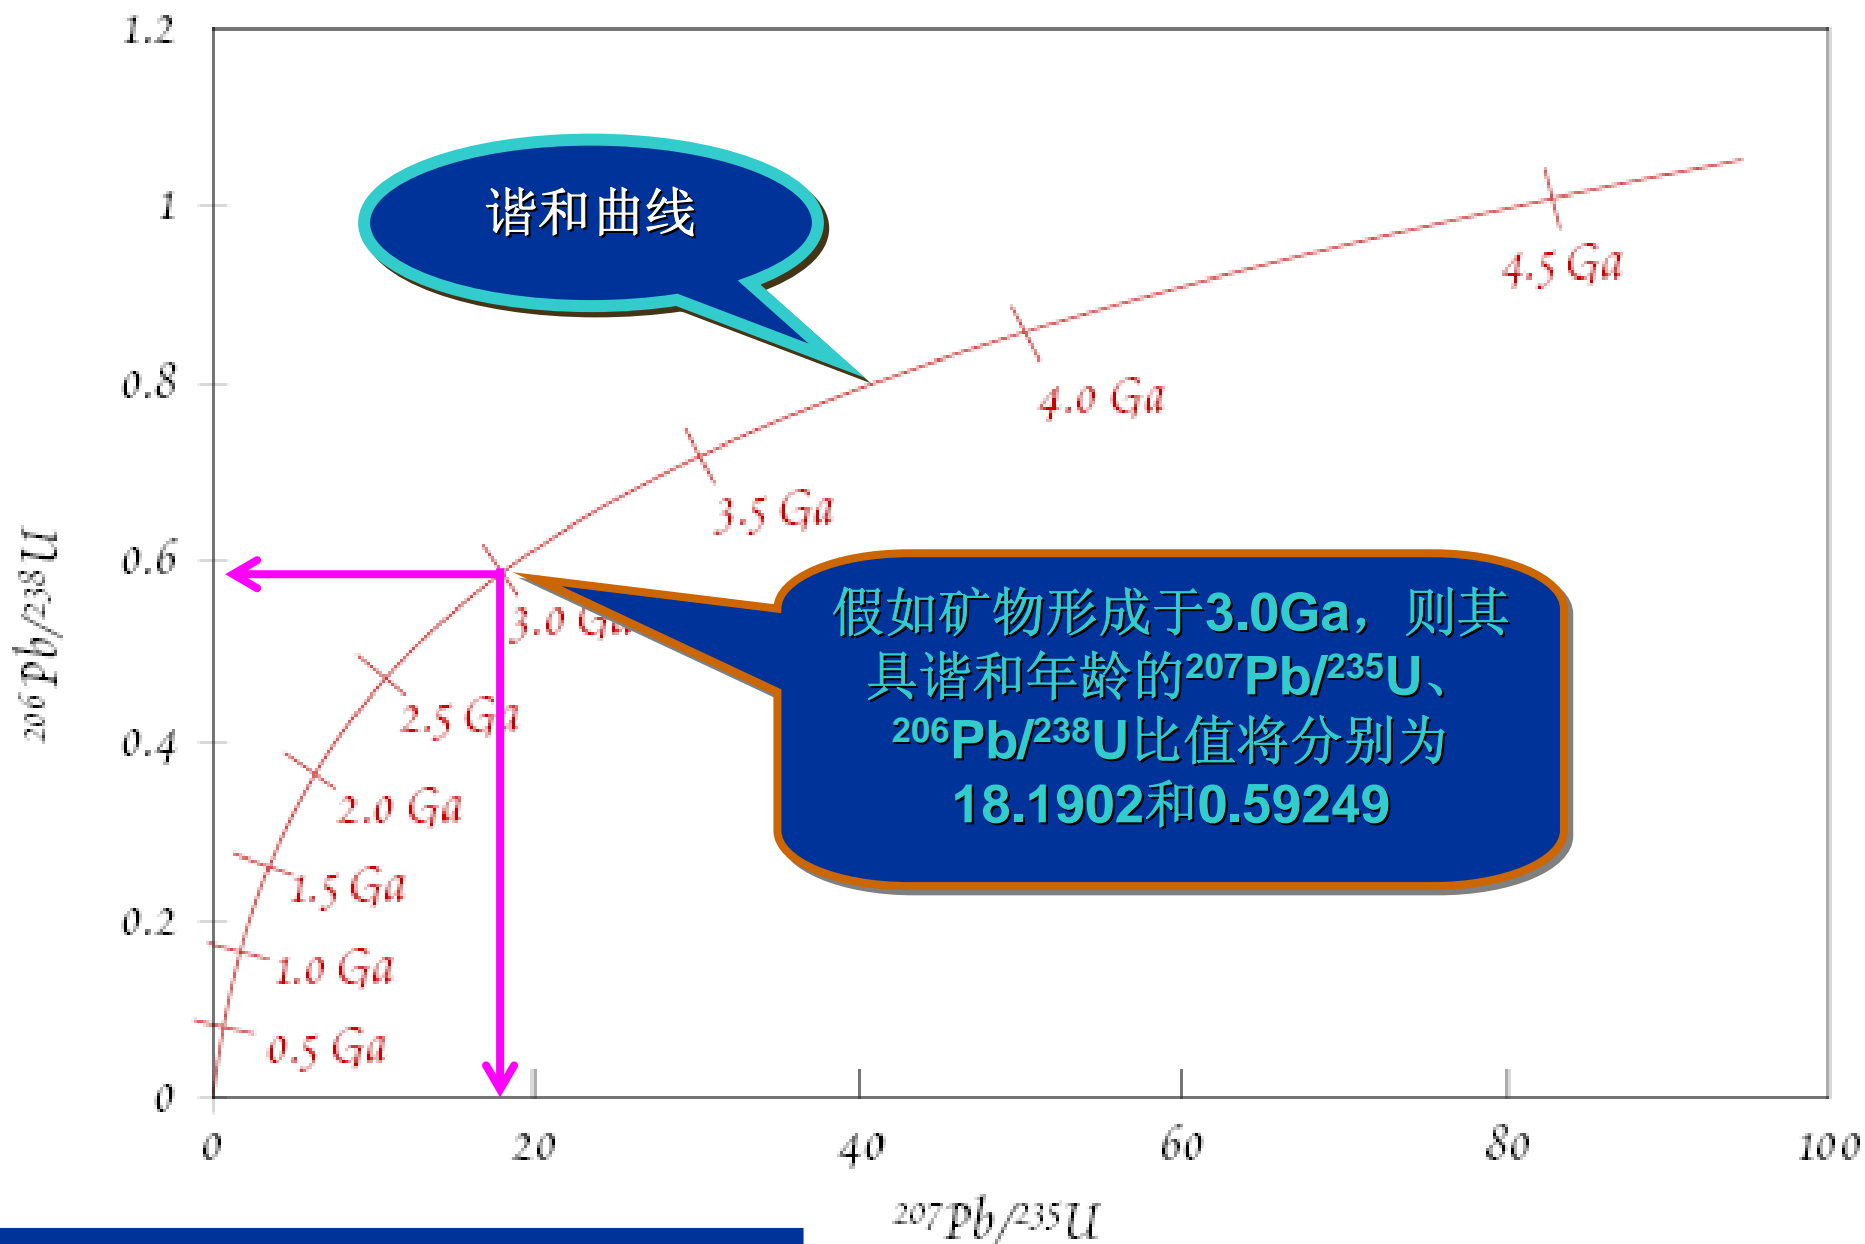 1.2
1
0.8
0.6
0.4
0.2
0
²⁰⁶Pb/²³⁸U
谐和曲线
4.5 Ga
4.0 Ga
3.5 Ga
3.0 Ga
2.5 Ga
2.0 Ga
1.5 Ga
1.0 Ga
0.5 Ga
假如矿物形成于3.0Ga，则其
具谐和年龄的²⁰⁷Pb/²³⁵U、
²⁰⁶Pb/²³⁸U比值将分别为
18.1902和0.59249
0 20 40 60 80 100
²⁰⁷Pb/²³⁵U